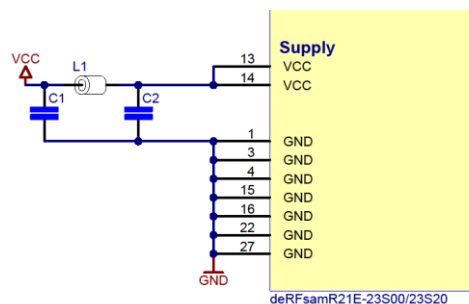 VCC
L1
C1
C2
Supply
13 VCC
14 VCC
1 GND
3 GND
4 GND
15 GND
16 GND
22 GND
27 GND
GND
deRFsamR21E-23S00/23S20